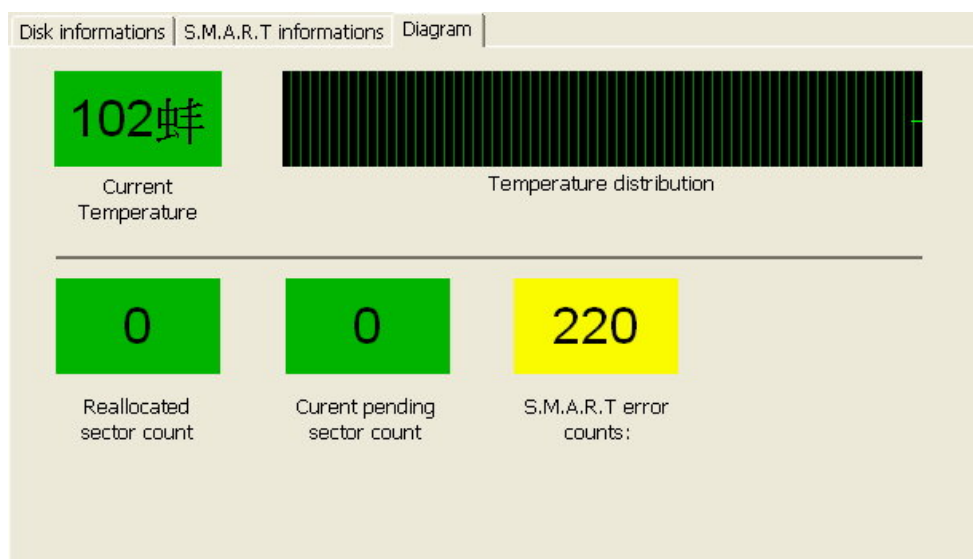 Disk informations S.M.A.R.T informations Diagram
102蚌
Current
Temperature
Temperature distribution
0 0 220
Reallocated
sector count
Curent pending
sector count
S.M.A.R.T error
counts: